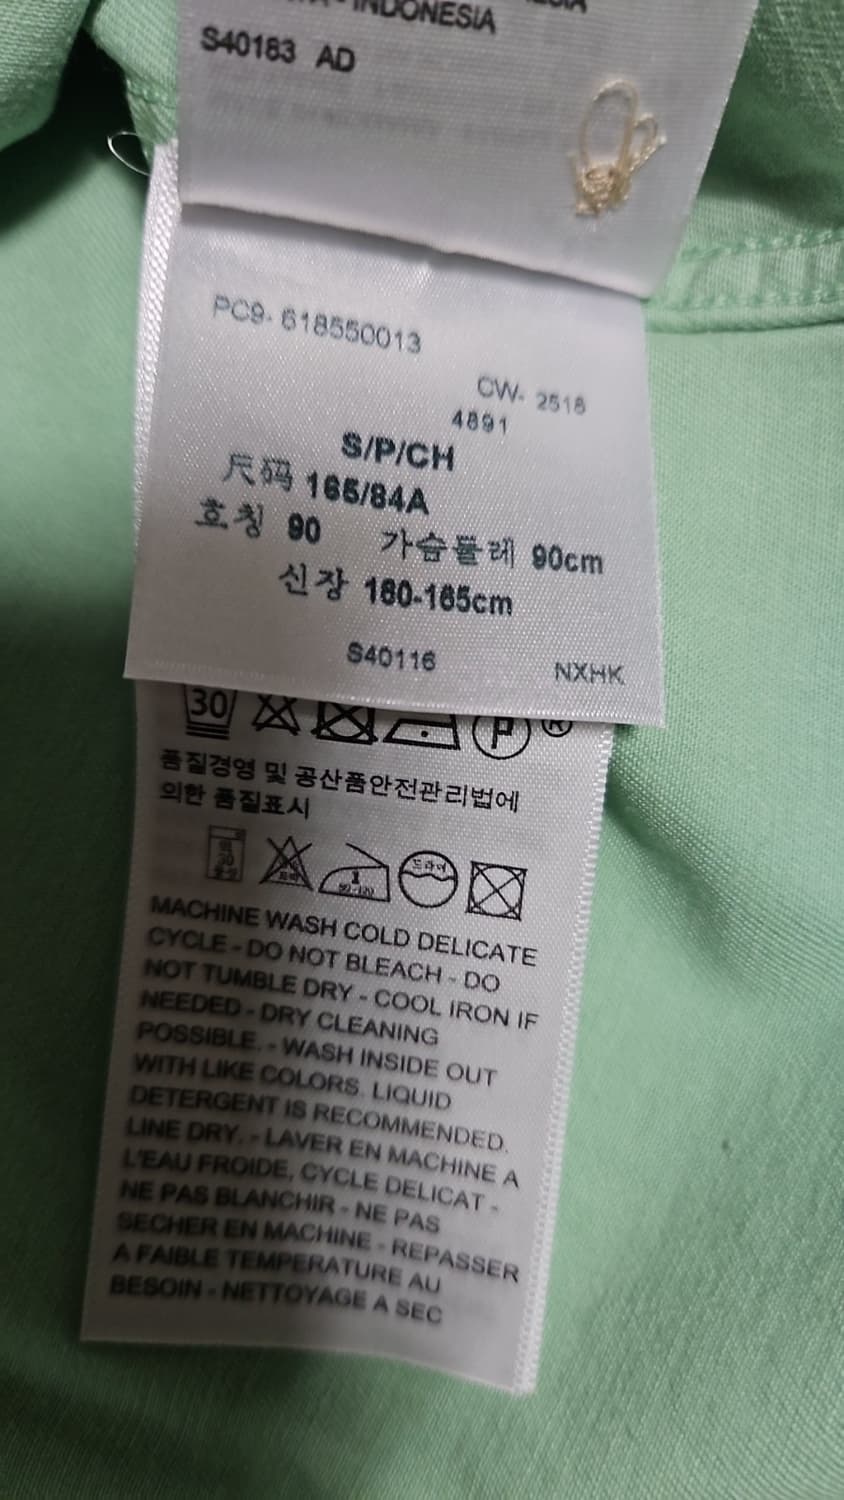 INDONESIA
S40183 AD
PC9- 618550013
CW- 2518
4891
S/P/CH
尺码 165/84A
호칭 90 가슴둘레 90cm
신장 160-165cm
S40116 NXHK
30 P ®
품질경영 및 공산품안전관리법에
의한 품질표시
드라이
MACHINE WASH COLD DELICATE
CYCLE - DO NOT BLEACH - DO
NOT TUMBLE DRY - COOL IRON IF
NEEDED - DRY CLEANING
POSSIBLE. - WASH INSIDE OUT
WITH LIKE COLORS. LIQUID
DETERGENT IS RECOMMENDED.
LINE DRY. - LAVER EN MACHINE A
L'EAU FROIDE, CYCLE DELICAT -
NE PAS BLANCHIR - NE PAS
SECHER EN MACHINE - REPASSER
A FAIBLE TEMPERATURE AU
BESOIN - NETTOYAGE A SEC